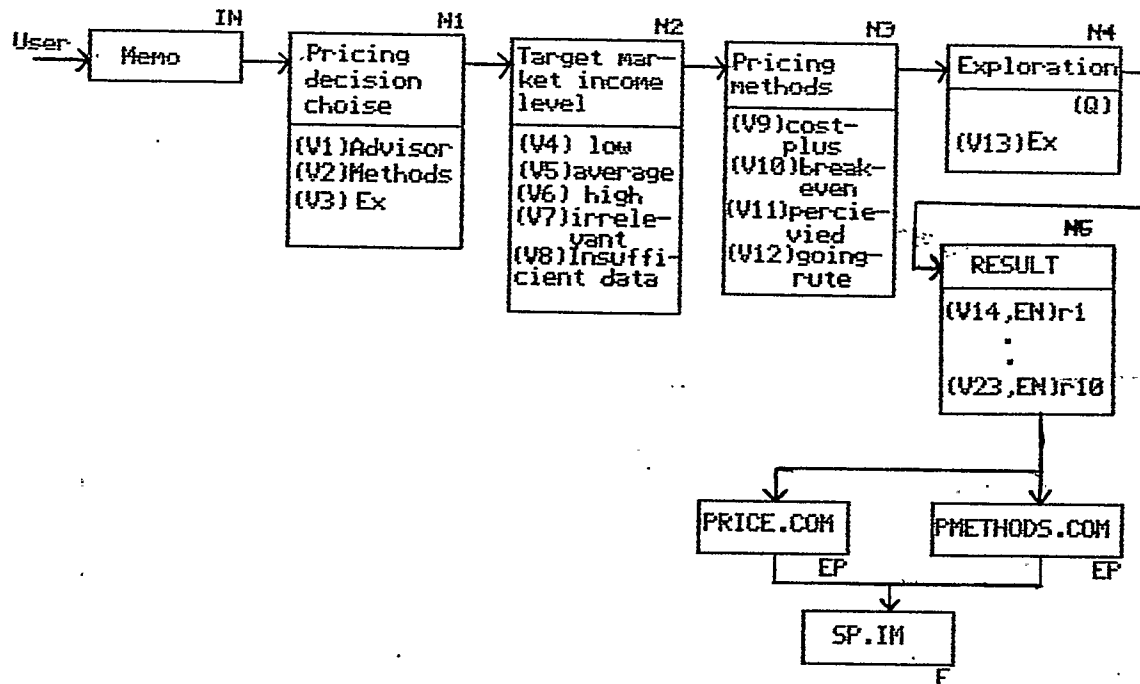 User
IN
Memo
N1
Pricing
decision
choise
(V1)Advisor
(V2)Methods
(V3) Ex
N2
Target mar-
ket income
level
(V4) low
(V5)average
(V6) high
(V7)irrele-
vant
(V8)Insuffi-
cient data
N3
Pricing
methods
(V9)cost-
plus
(V10)break-
even
(V11)percie-
vied
(V12)going-
rute
N4
Exploration
(Q)
(V13)Ex
N5
RESULT
(V14,EN)r1
.
.
(V23,EN)r10
PRICE.COM
EP
PMETHODS.COM
EP
SP.IM
F